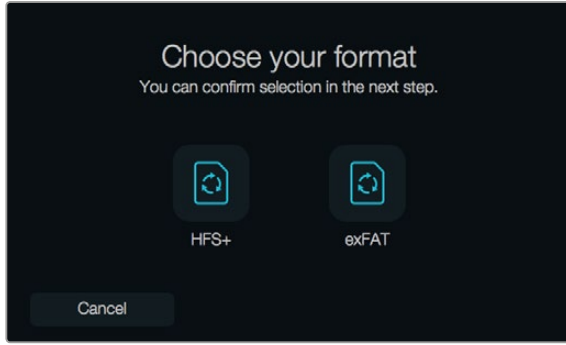 Choose your format
You can confirm selection in the next step.
HFS+
exFAT
Cancel